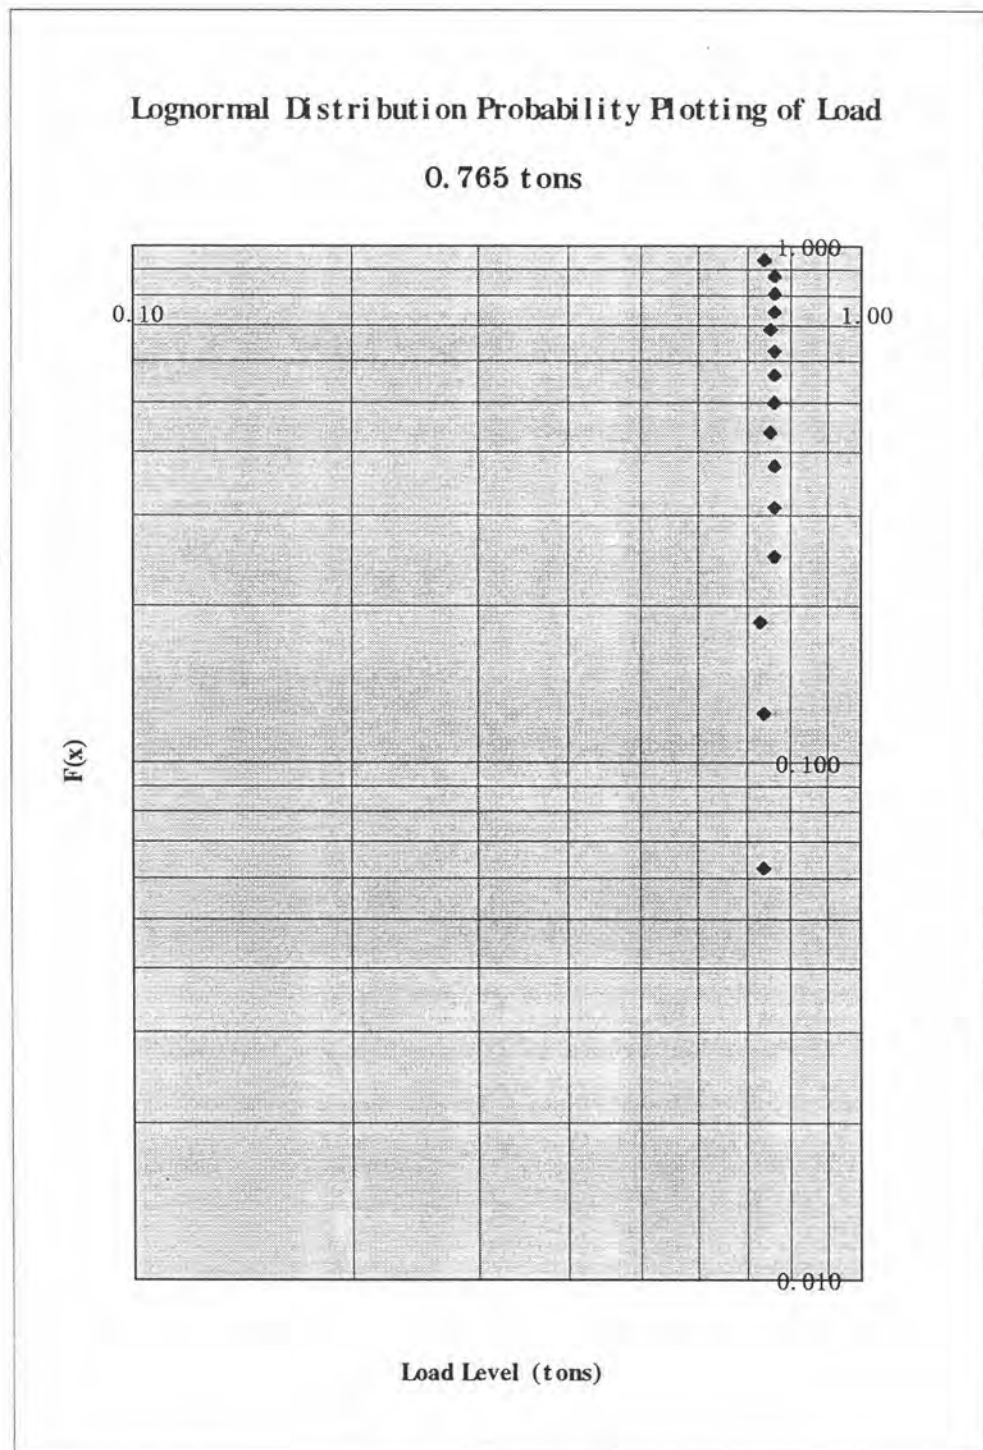 Lognormal Distribution Probability Plotting of Load
0.765 tons
1.000
0.10
1.00
F(x)
0.100
0.010
Load Level (tons)